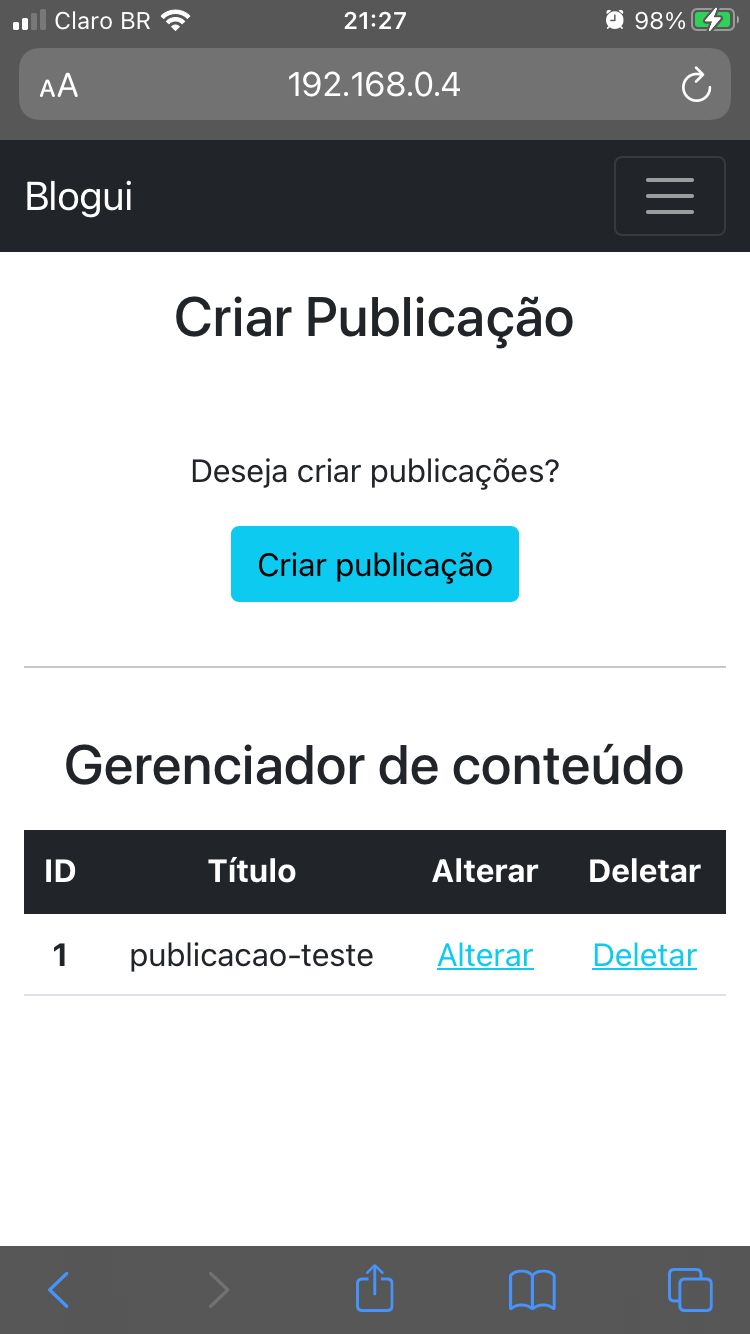 Claro BR 21:27 98%
AA 192.168.0.4
Blogui
Criar Publicação
Deseja criar publicações?
Criar publicação
Gerenciador de conteúdo
ID Título Alterar Deletar
1 publicacao-teste Alterar Deletar